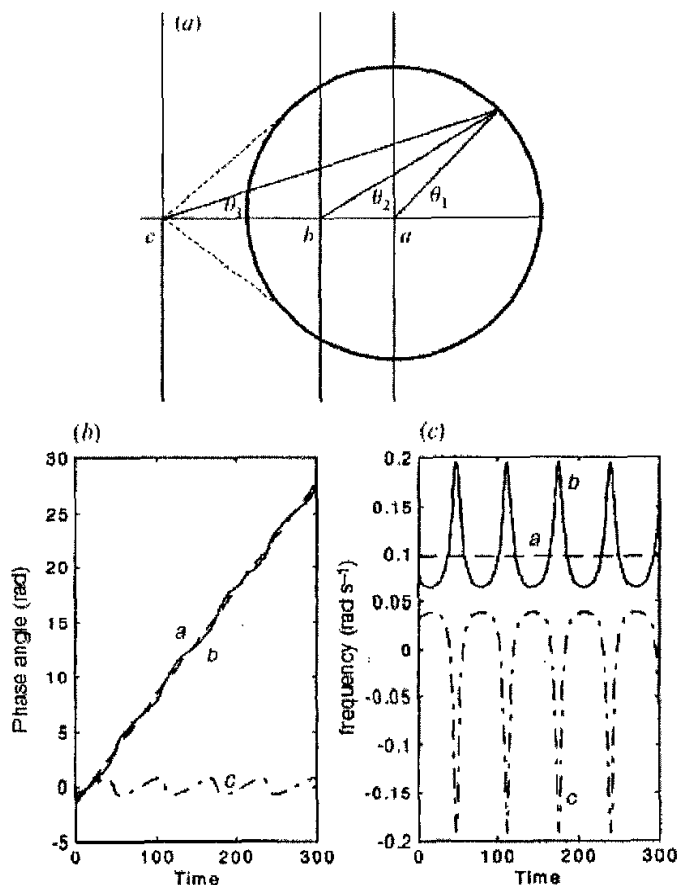 (a)
θ3
θ2
θ1
c
b
a
(b)
30
25
20
15
10
5
0
-5
0
100
200
300
Time
Phase angle (rad)
a
b
c
(c)
0.2
0.15
0.1
0.05
0
-0.05
-0.1
-0.15
-0.2
0
100
200
300
Time
frequency (rad s⁻¹)
b
a
c